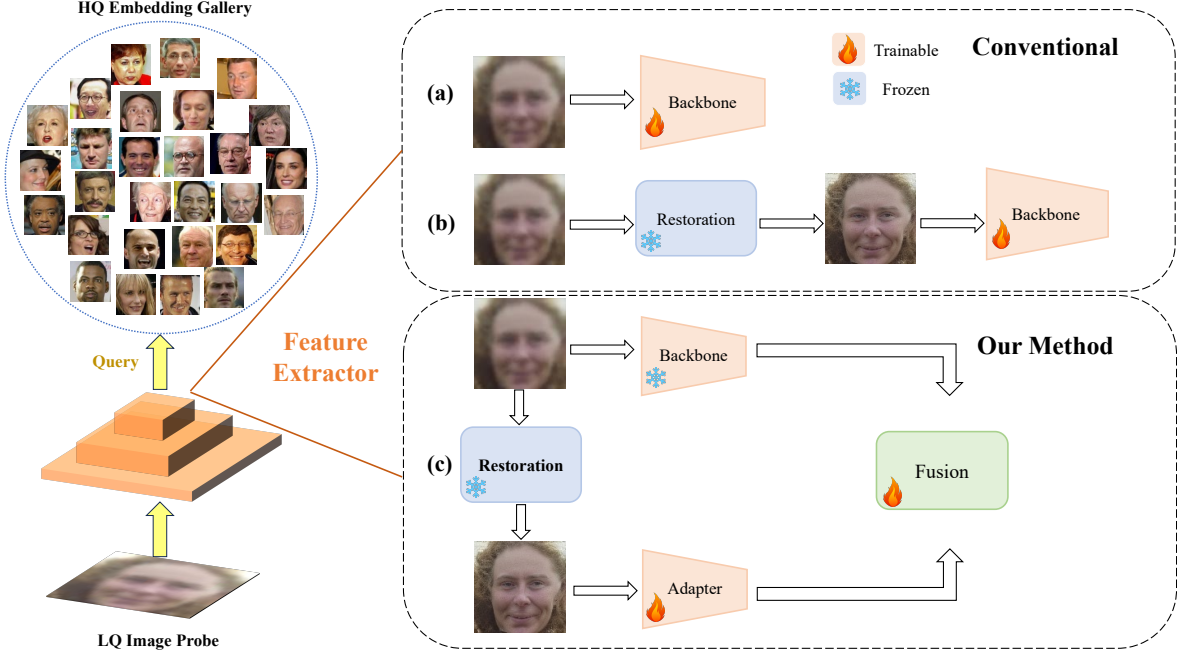 HQ Embedding Gallery
Query
Feature
Extractor
LQ Image Probe
Conventional
Trainable
Frozen
(a)
Backbone
(b)
Restoration
Backbone
Our Method
Backbone
(c)
Restoration
Fusion
Adapter